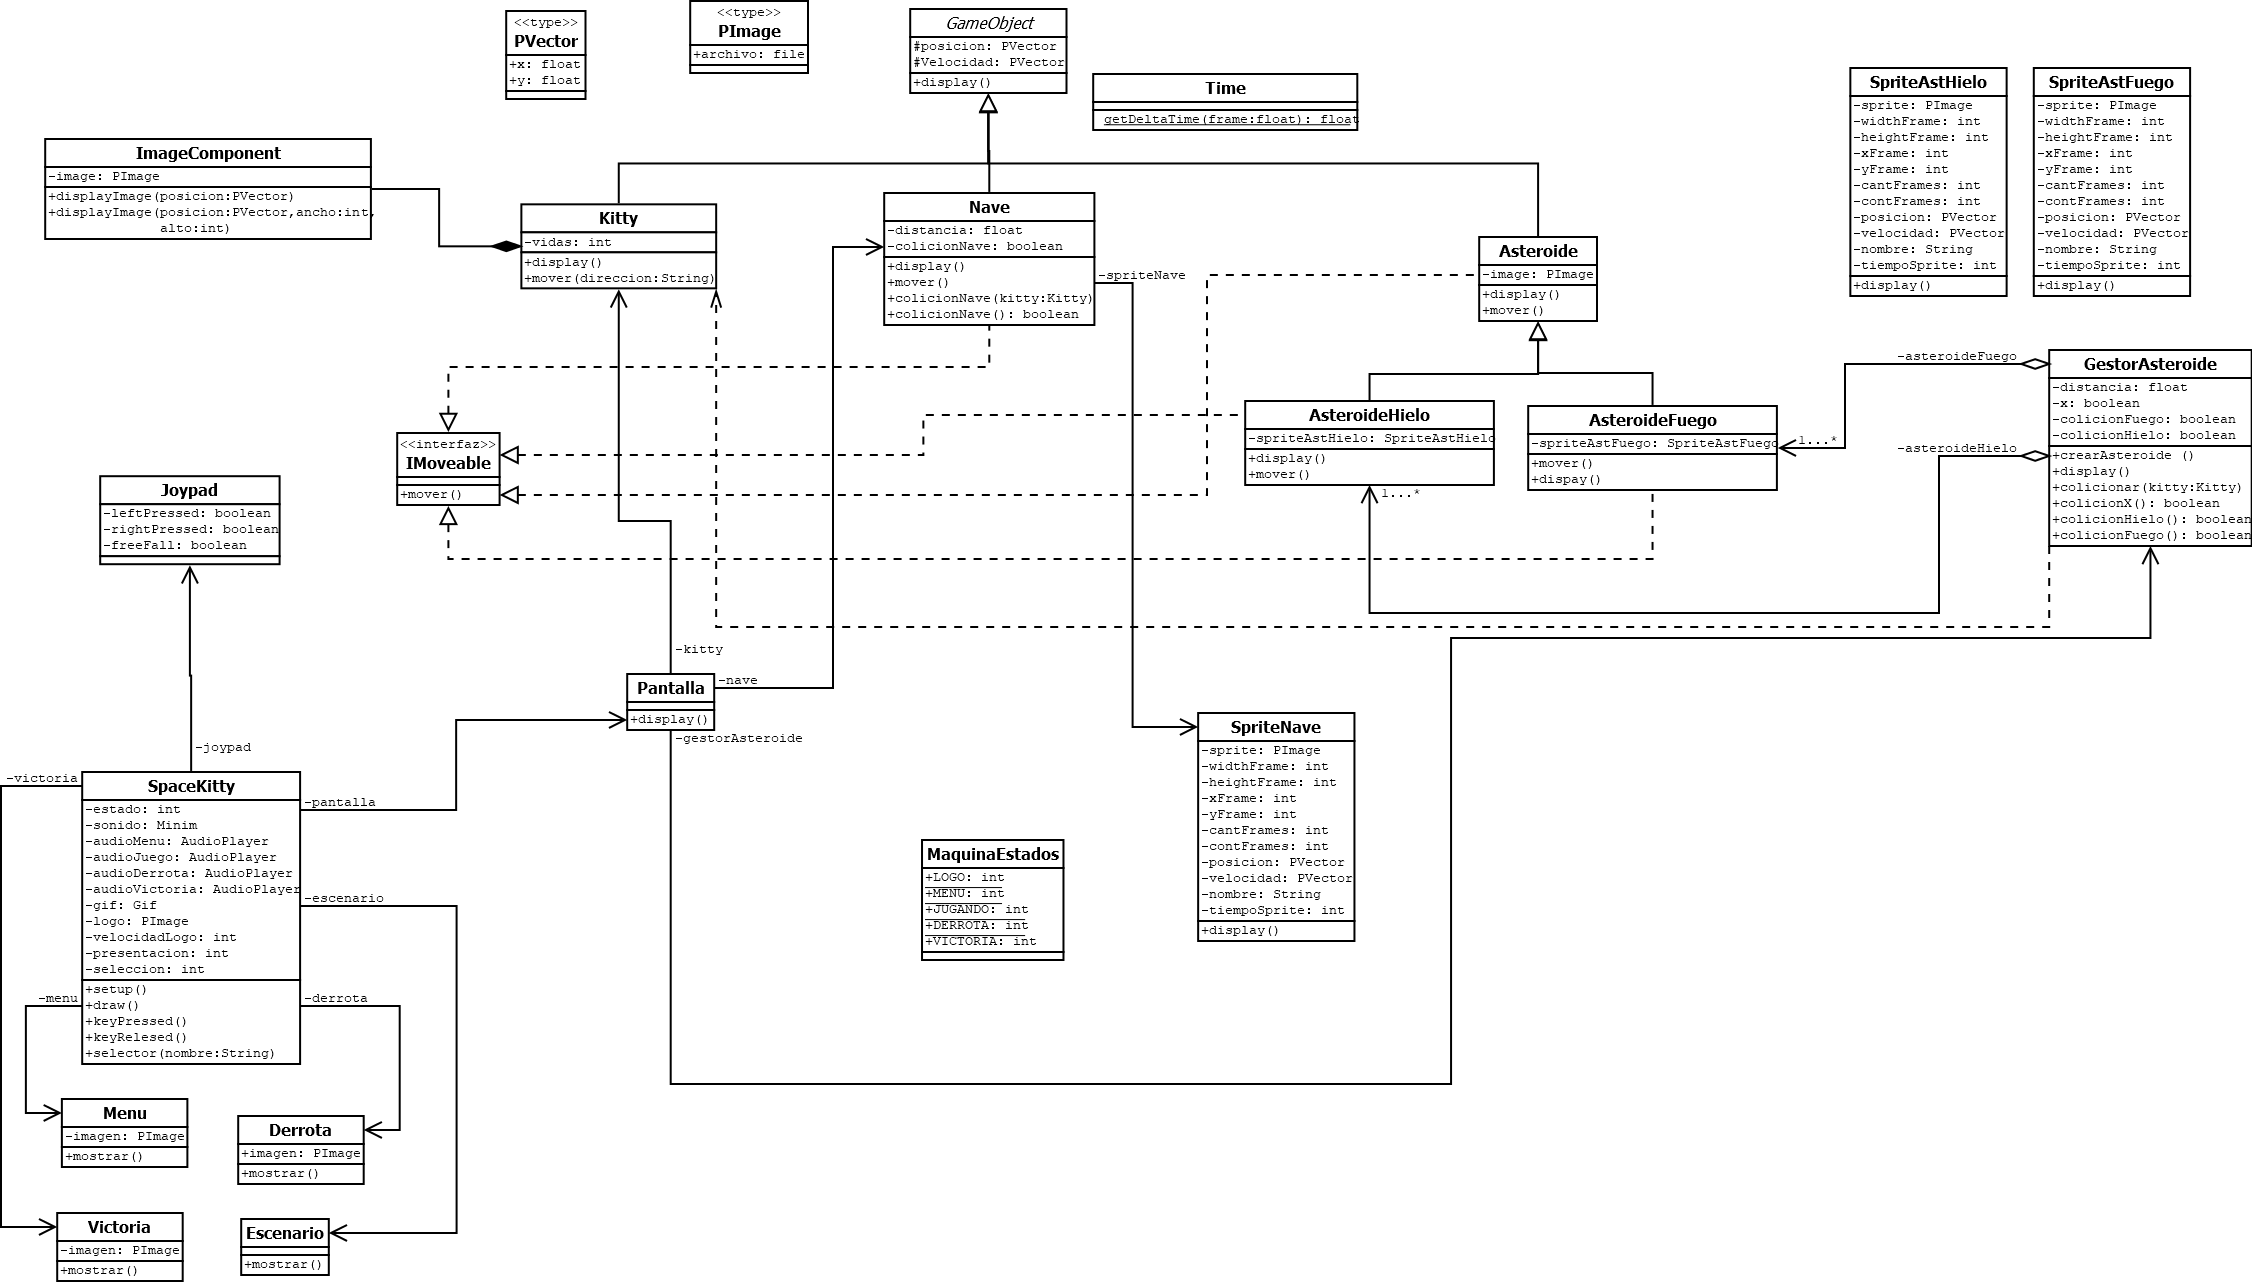 <<type>>
PVector
+x: float
+y: float
<<type>>
PImage
+archivo: file
GameObject
#posicion: PVector
#Velocidad: PVector
+display()
Time
getDeltaTime(frame:float): float
SpriteAstHielo
-sprite: PImage
-widthFrame: int
-heightFrame: int
-xFrame: int
-yFrame: int
-cantFrames: int
-contFrames: int
-posicion: PVector
-velocidad: PVector
-nombre: String
-tiempoSprite: int
+display()
SpriteAstFuego
-sprite: PImage
-widthFrame: int
-heightFrame: int
-xFrame: int
-yFrame: int
-cantFrames: int
-contFrames: int
-posicion: PVector
-velocidad: PVector
-nombre: String
-tiempoSprite: int
+display()
ImageComponent
-image: PImage
+displayImage(posicion:PVector)
+displayImage(posicion:PVector,ancho:int,
alto:int)
Kitty
-vidas: int
+display()
+mover(direccion:String)
Nave
-distancia: float
-colicionNave: boolean
+display()
+mover()
+colicionNave(kitty:Kitty)
+colicionNave(): boolean
-spriteNave
Asteroide
-image: PImage
+display()
+mover()
-asteroideFuego
1...*
-asteroideHielo
1...*
GestorAsteroide
-distancia: float
-x: boolean
-colicionFuego: boolean
-colicionHielo: boolean
+crearAsteroide ()
+display()
+colicionar(kitty:Kitty)
+colicionX(): boolean
+colicionHielo(): boolean
+colicionFuego(): boolean
AsteroideHielo
-spriteAstHielo: SpriteAstHielo
+display()
+mover()
AsteroideFuego
-spriteAstFuego: SpriteAstFuego
+mover()
+dispay()
<<interfaz>>
IMoveable
+mover()
Joypad
-leftPressed: boolean
-rightPressed: boolean
-freeFall: boolean
-kitty
Pantalla
+display()
-nave
-gestorAsteroide
-joypad
-victoria
SpaceKitty
-estado: int
-sonido: Minim
-audioMenu: AudioPlayer
-audioJuego: AudioPlayer
-audioDerrota: AudioPlayer
-audioVictoria: AudioPlayer
-gif: Gif
-logo: PImage
-velocidadLogo: int
-presentacion: int
-seleccion: int
+setup()
+draw()
+keyPressed()
+keyRelesed()
+selector(nombre:String)
-pantalla
-escenario
-menu
-derrota
SpriteNave
-sprite: PImage
-widthFrame: int
-heightFrame: int
-xFrame: int
-yFrame: int
-cantFrames: int
-contFrames: int
-posicion: PVector
-velocidad: PVector
-nombre: String
-tiempoSprite: int
+display()
MaquinaEstados
+LOGO: int
+MENU: int
+JUGANDO: int
+DERROTA: int
+VICTORIA: int
Menu
-imagen: PImage
+mostrar()
Derrota
+imagen: PImage
+mostrar()
Victoria
-imagen: PImage
+mostrar()
Escenario
+mostrar()